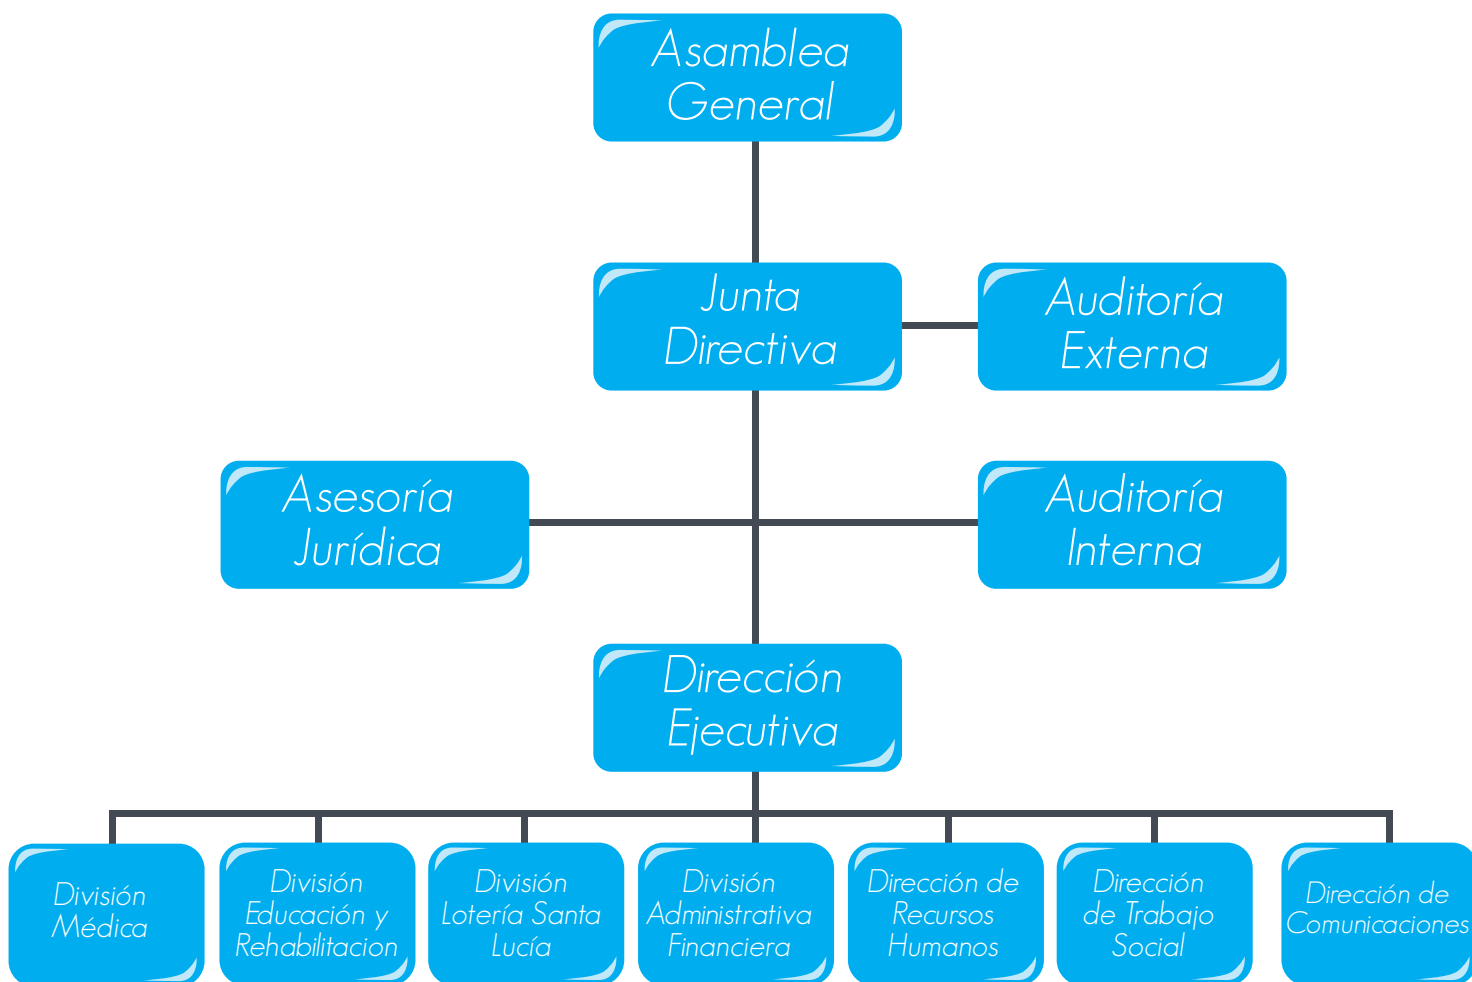 Asamblea
General
Junta
Directiva
Auditoría
Externa
Asesoría
Jurídica
Auditoría
Interna
Dirección
Ejecutiva
División
Médica
División
Educación y
Rehabilitacion
División
Lotería Santa
Lucía
División
Administrativa
Financiera
Dirección de
Recursos
Humanos
Dirección
de Trabajo
Social
Dirección de
Comunicaciones